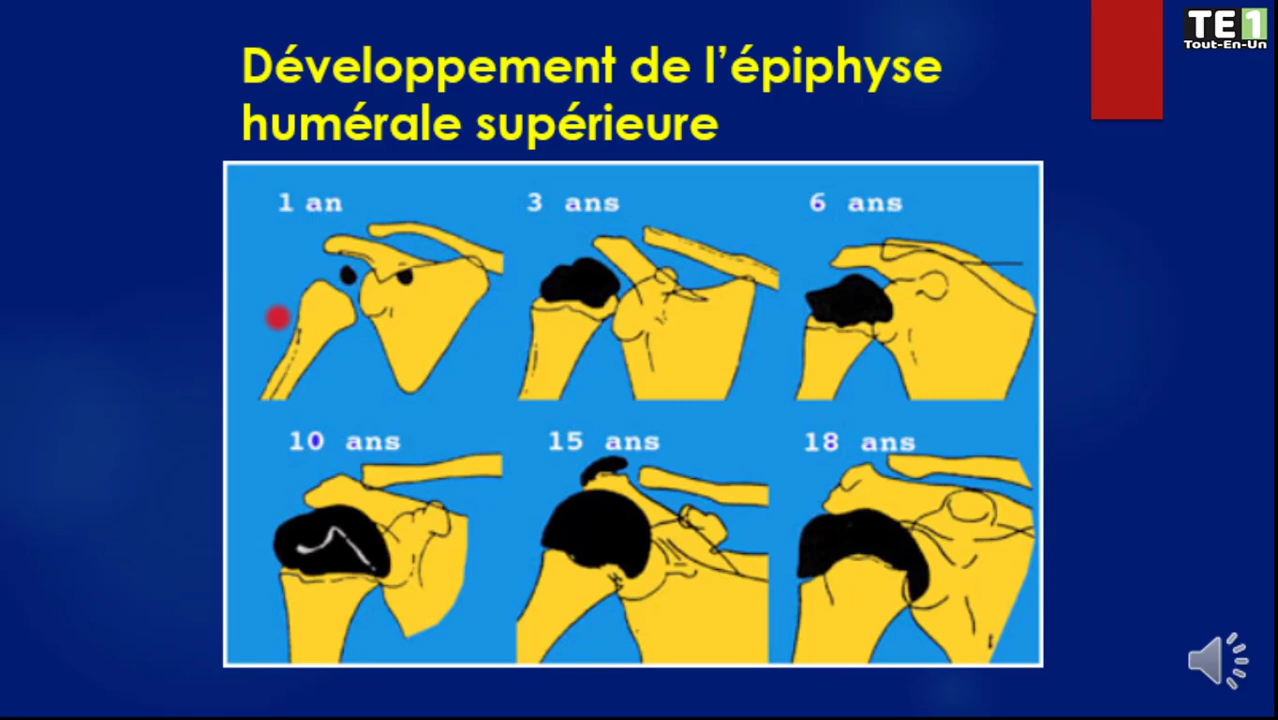 TE1
Tout-En-Un
Développement de l’épiphyse
humérale supérieure
1 an
3 ans
6 ans
10 ans
15 ans
18 ans